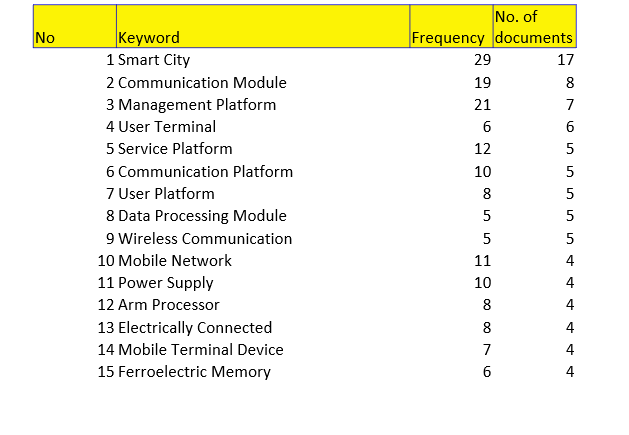 No Keyword Frequency No. of documents
1 Smart City 29 17
2 Communication Module 19 8
3 Management Platform 21 7
4 User Terminal 6 6
5 Service Platform 12 5
6 Communication Platform 10 5
7 User Platform 8 5
8 Data Processing Module 5 5
9 Wireless Communication 5 5
10 Mobile Network 11 4
11 Power Supply 10 4
12 Arm Processor 8 4
13 Electrically Connected 8 4
14 Mobile Terminal Device 7 4
15 Ferroelectric Memory 6 4